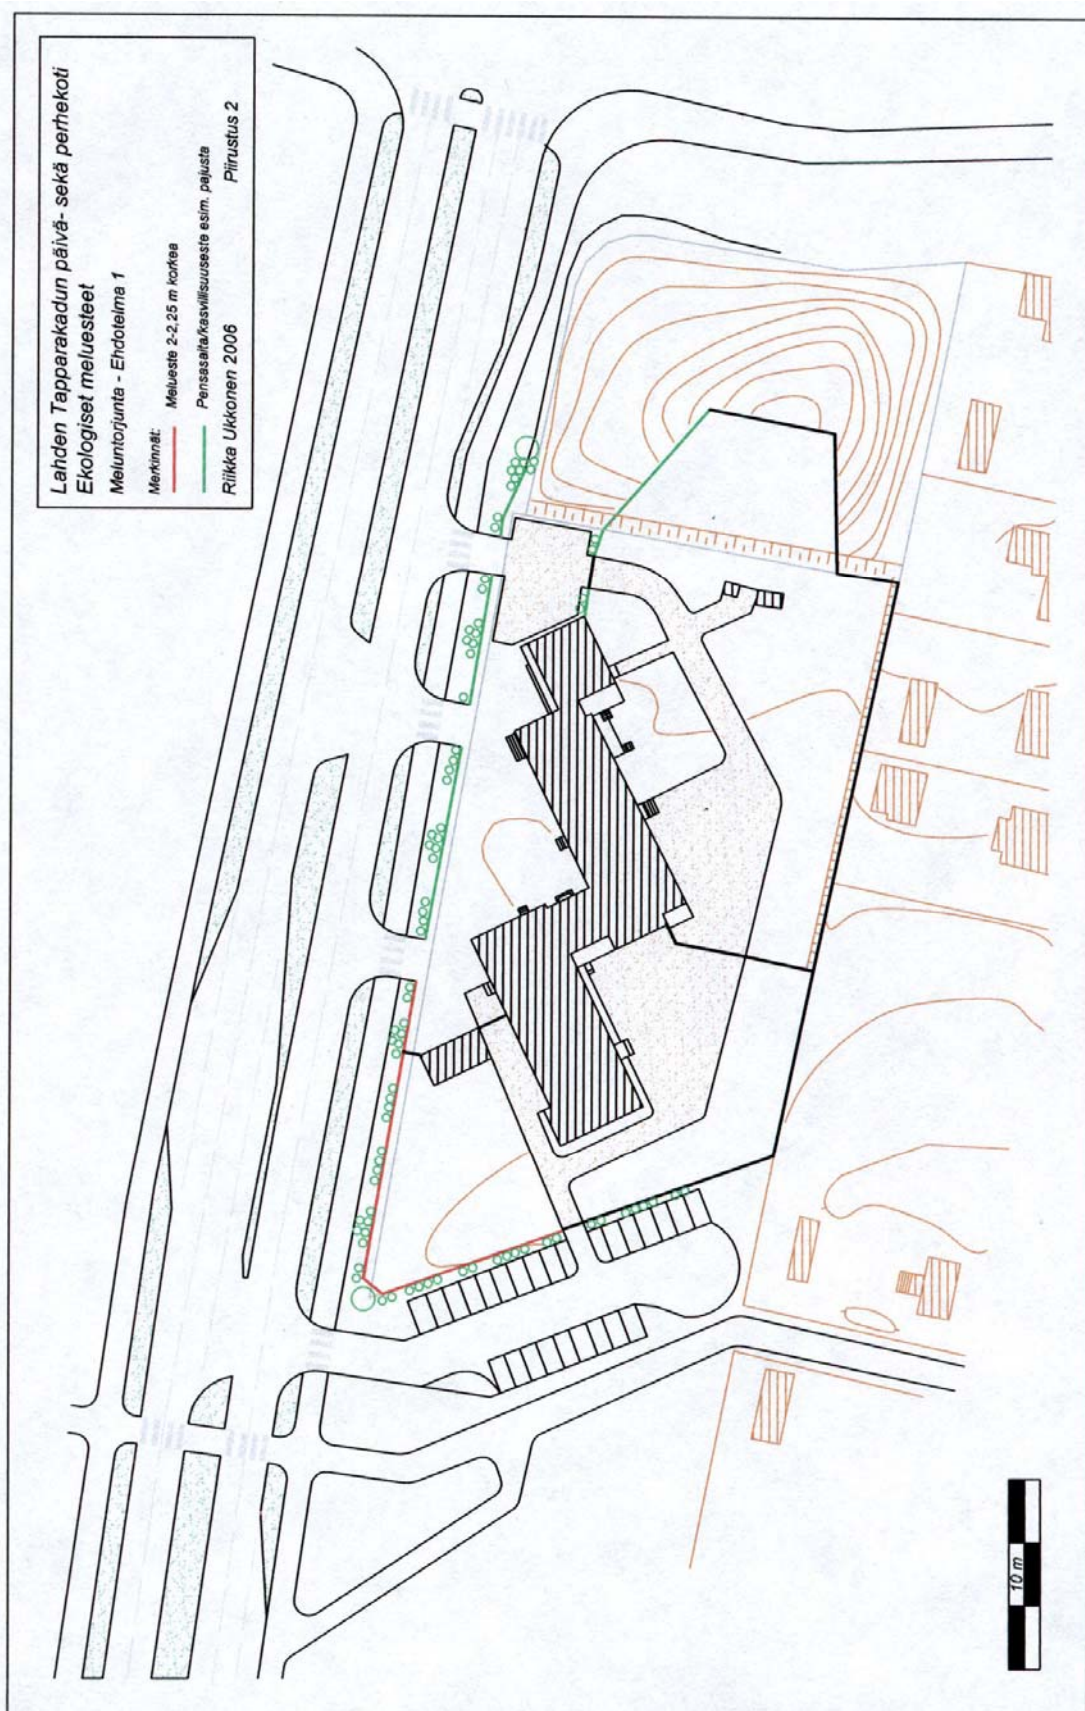 Lahden Tapparakadun päivä- sekä perhekoti
Ekologiset meluesteet
Meluntorjunta - Ehdotelma 1
Merkinnät:
Melueste 2-2,25 m korkea
Pensasaita/kasvillisuuseste esim. pajusta
Riikka Ukkonen 2006 Piirustus 2
10 m